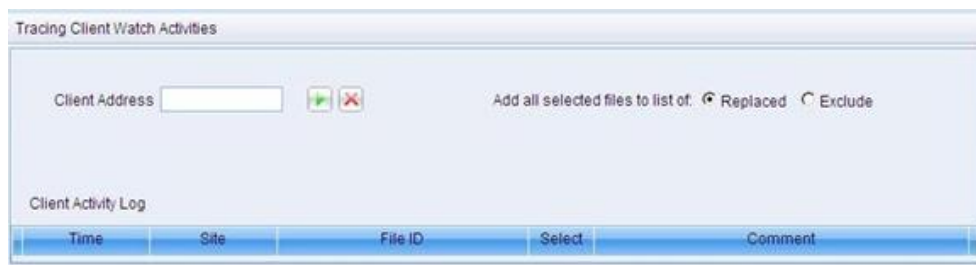 Tracing Client Watch Activities
Client Address Add all selected files to list of: Replaced Exclude
Client Activity Log
Time Site File ID Select Comment